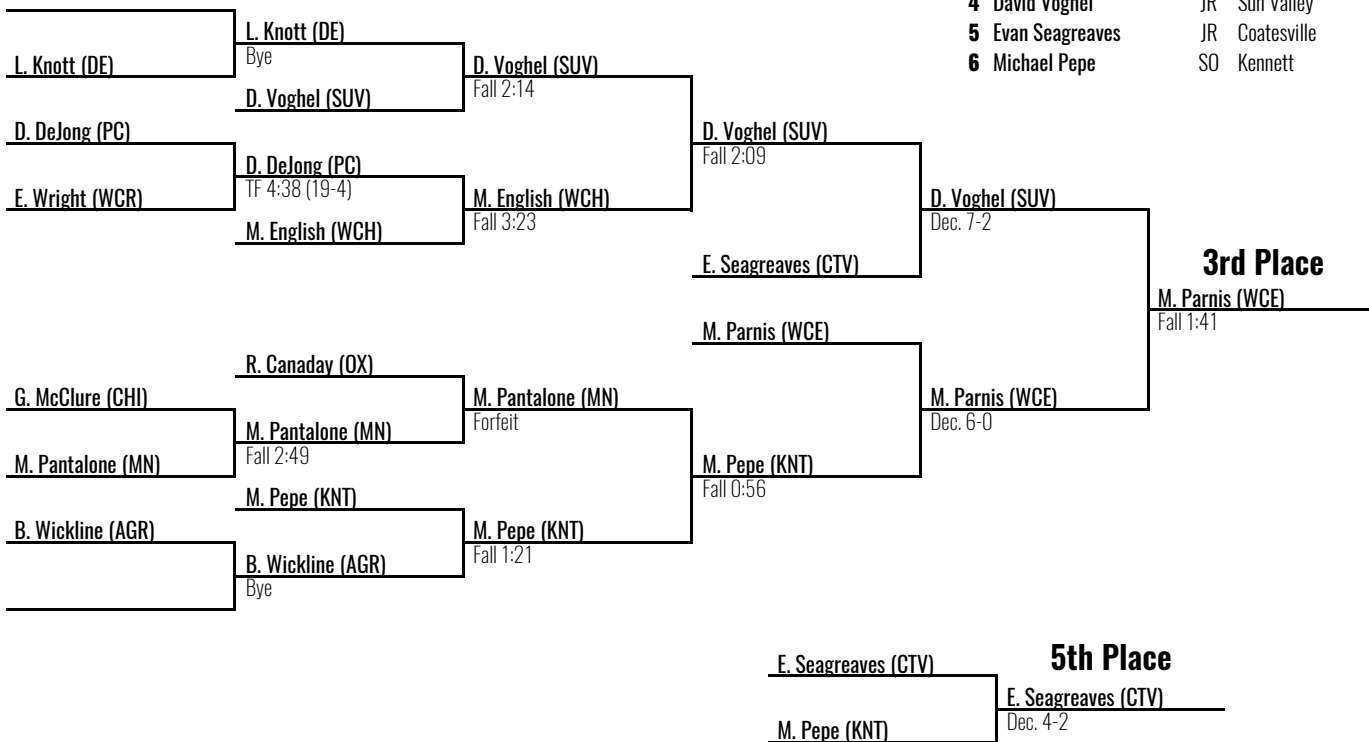 4 David Voghel JR Sun Valley
5 Evan Seagreaves JR Coatesville
6 Michael Pepe SO Kennett
L. Knott (DE)
Bye
L. Knott (DE)
D. Voghel (SUV)
Fall 2:14
D. Voghel (SUV)
D. DeJong (PC)
D. Voghel (SUV)
Fall 2:09
D. DeJong (PC)
TF 4:38 (19-4)
E. Wright (WCR)
M. English (WCH)
Fall 3:23
D. Voghel (SUV)
Dec. 7-2
M. English (WCH)
E. Seagreaves (CTV)
3rd Place
M. Parnis (WCE)
Fall 1:41
M. Parnis (WCE)
R. Canaday (OX)
G. McClure (CHI)
M. Pantalone (MN)
Forfeit
M. Parnis (WCE)
Dec. 6-0
M. Pantalone (MN)
Fall 2:49
M. Pantalone (MN)
M. Pepe (KNT)
Fall 0:56
M. Pepe (KNT)
B. Wickline (AGR)
M. Pepe (KNT)
Fall 1:21
B. Wickline (AGR)
Bye
5th Place
E. Seagreaves (CTV)
E. Seagreaves (CTV)
Dec. 4-2
M. Pepe (KNT)